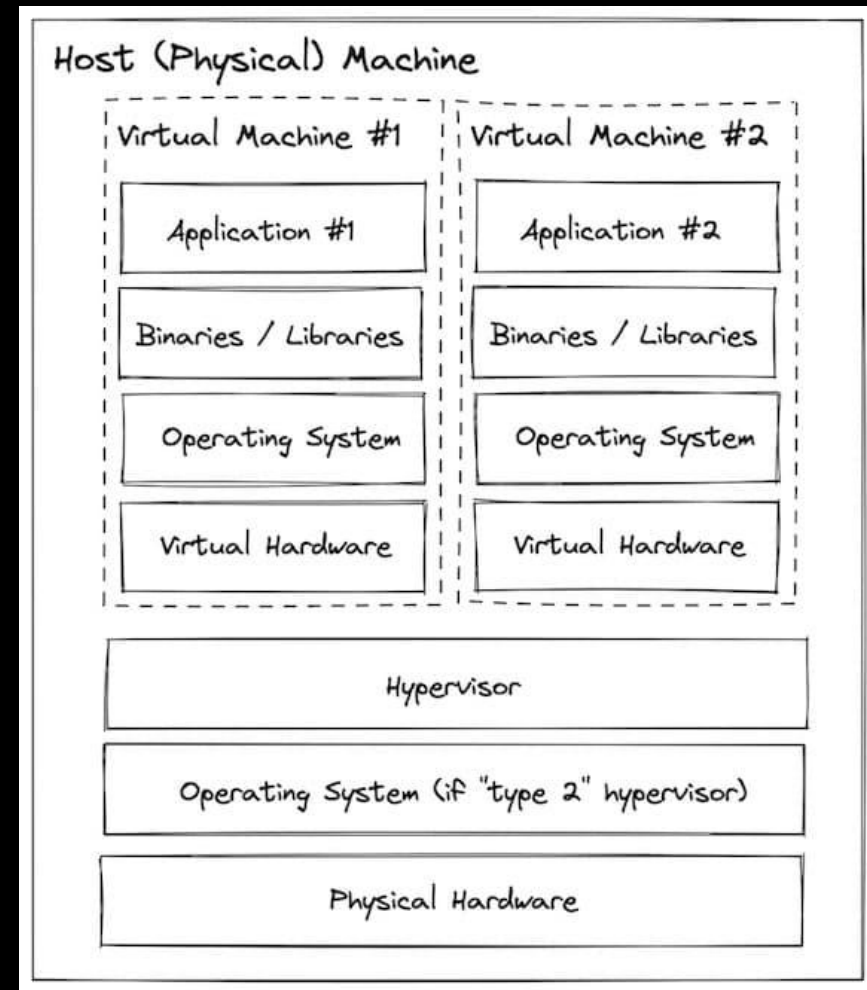 Host (Physical) Machine
Virtual Machine #1
Application #1
Binaries / Libraries
Operating System
Virtual Hardware
Virtual Machine #2
Application #2
Binaries / Libraries
Operating System
Virtual Hardware
Hypervisor
Operating System (if "type 2" hypervisor)
Physical Hardware